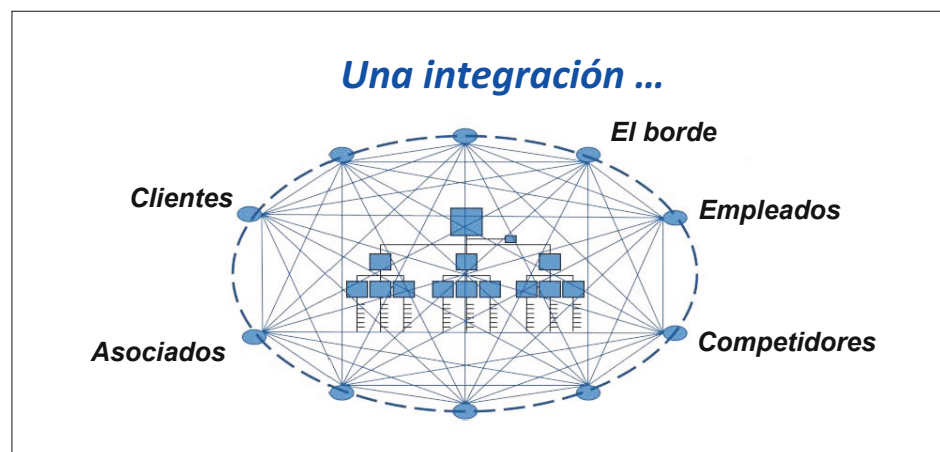 Una integración ...
El borde
Clientes
Empleados
Asociados
Competidores